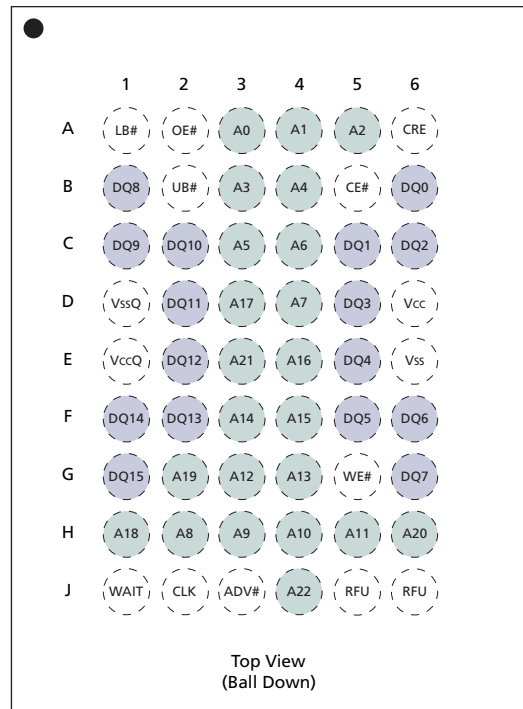 1 2 3 4 5 6
A LB# OE# A0 A1 A2 CRE
B DQ8 UB# A3 A4 CE# DQ0
C DQ9 DQ10 A5 A6 DQ1 DQ2
D VssQ DQ11 A17 A7 DQ3 Vcc
E VccQ DQ12 A21 A16 DQ4 Vss
F DQ14 DQ13 A14 A15 DQ5 DQ6
G DQ15 A19 A12 A13 WE# DQ7
H A18 A8 A9 A10 A11 A20
J WAIT CLK ADV# A22 RFU RFU
Top View
(Ball Down)